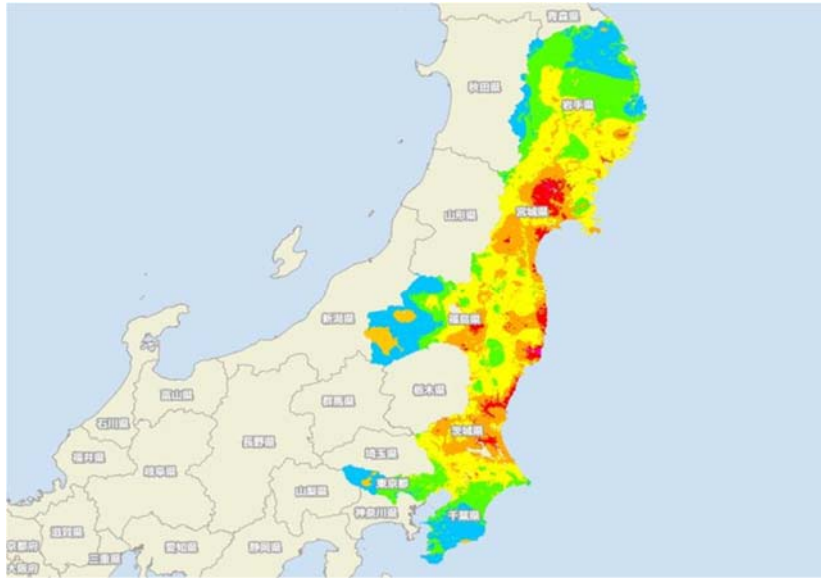 青森県
秋田県
岩手県
山形県
宮城県
新潟県
福島県
栃木県
群馬県
富山県
石川県
茨城県
長野県
福井県
埼玉県
岐阜県
東京都
山梨県
千葉県
神奈川県
滋賀県
京都府
愛知県
静岡県
三重県
大阪府